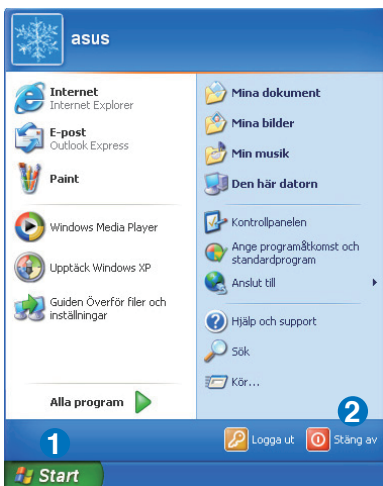 asus
Internet
Internet Explorer
E-post
Outlook Express
Paint
Windows Media Player
Upptäck Windows XP
Guiden Överför filer och
inställningar
Alla program
Mina dokument
Mina bilder
Min musik
Den här datorn
Kontrollpanelen
Ange programåtkomst och
standardprogram
Anslut till
Hjälp och support
Sök
Kör...
1
2
Logga ut
Stäng av
Start